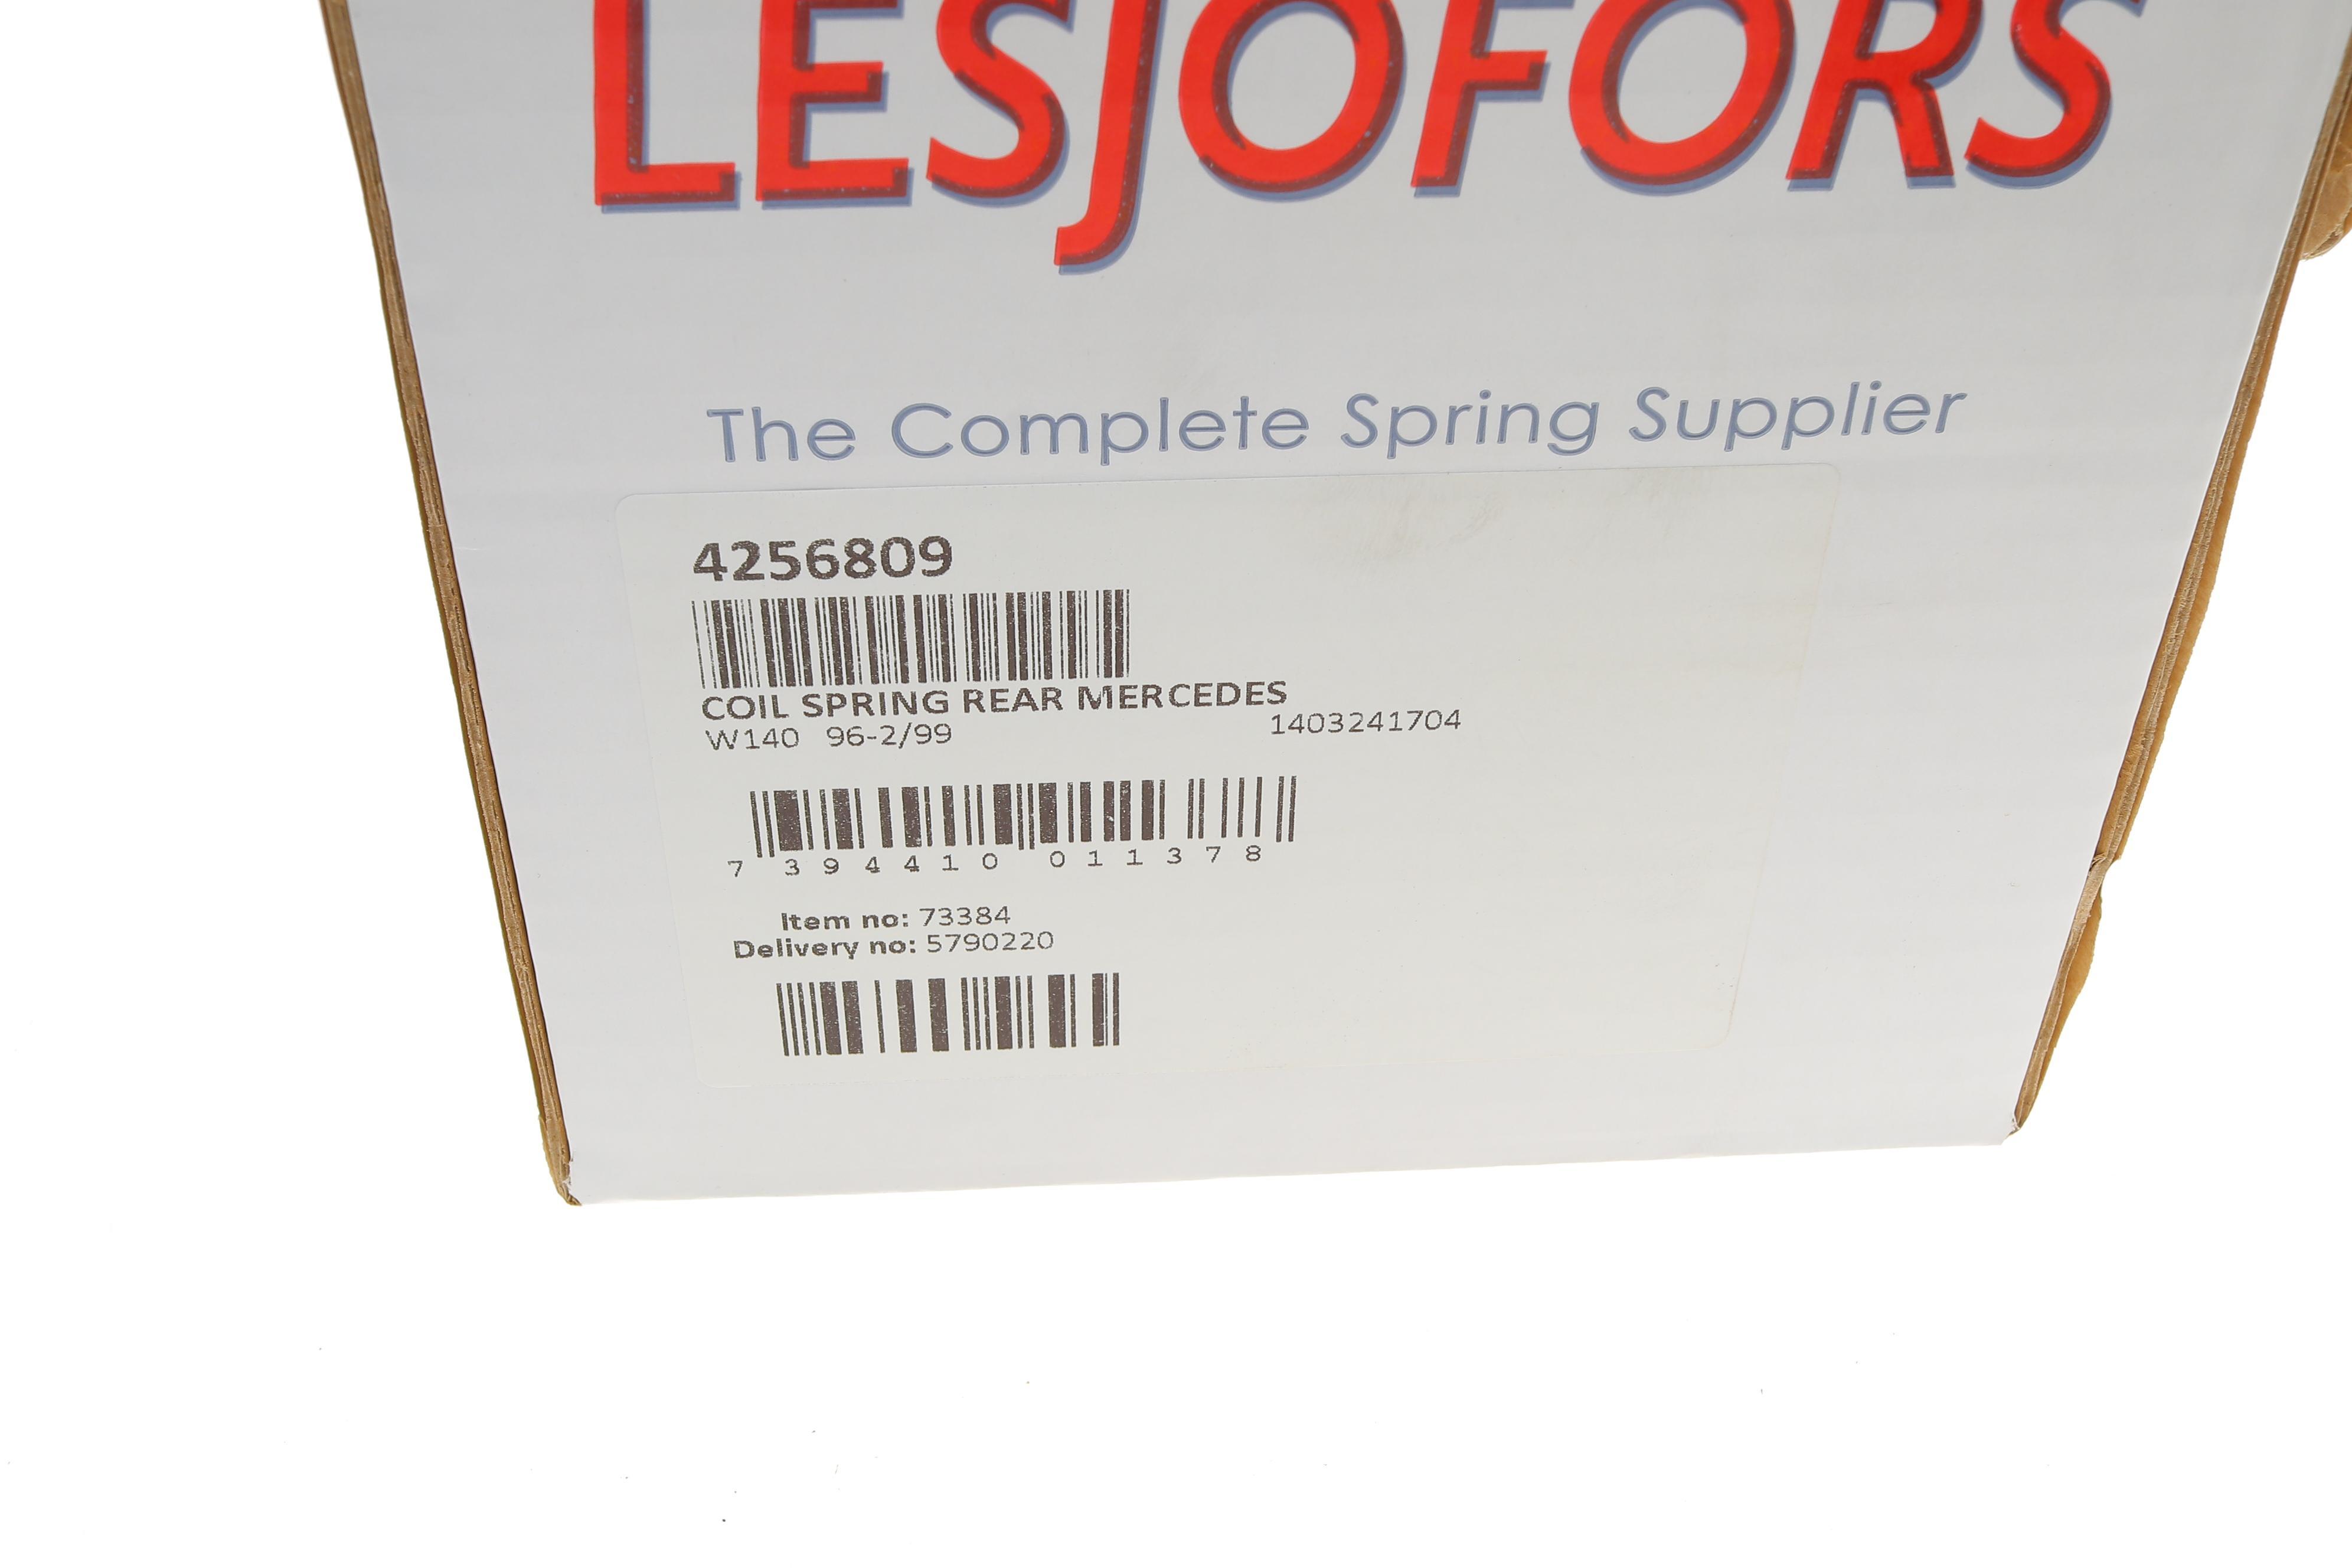 LESJOFORS
The Complete Spring Supplier
4256809
COIL SPRING REAR MERCEDES
W140 96-2/99 1403241704
7 394410 011378
Item no: 73384
Delivery no: 5790220